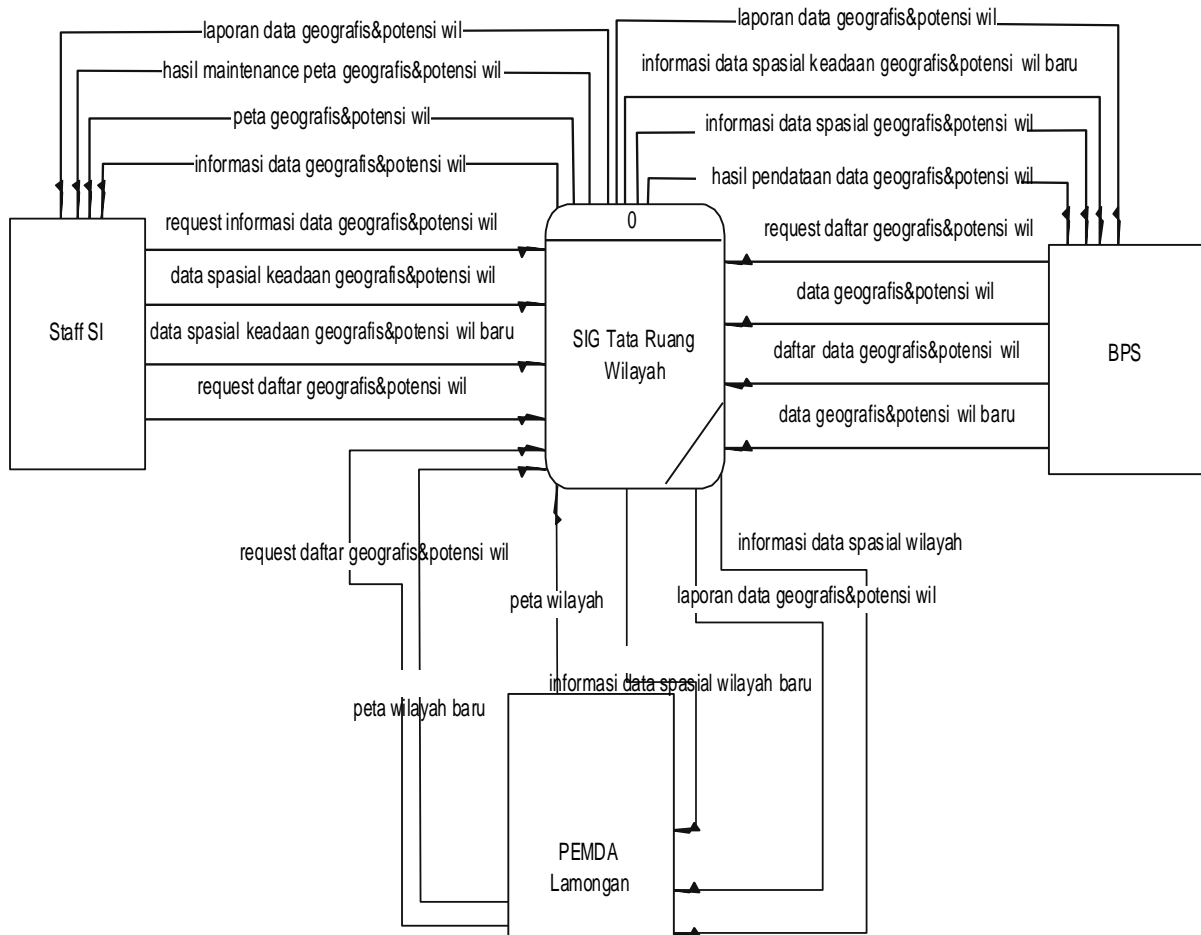 laporan data geografis&potensi wil
laporan data geografis&potensi wil
hasil maintenance peta geografis&potensi wil
informasi data spasial keadaan geografis&potensi wil baru
peta geografis&potensi wil
informasi data spasial geografis&potensi wil
informasi data geografis&potensi wil
hasil pendataan data geografis&potensi wil
0
request informasi data geografis&potensi wil
request daftar geografis&potensi wil
data spasial keadaan geografis&potensi wil
data geografis&potensi wil
Staff SI
data spasial keadaan geografis&potensi wil baru
SIG Tata Ruang
Wilayah
daftar data geografis&potensi wil
BPS
request daftar geografis&potensi wil
data geografis&potensi wil baru
request daftar geografis&potensi wil
informasi data spasial wilayah
peta wilayah
laporan data geografis&potensi wil
informasi data spasial wilayah baru
peta wilayah baru
PEMDA
Lamongan